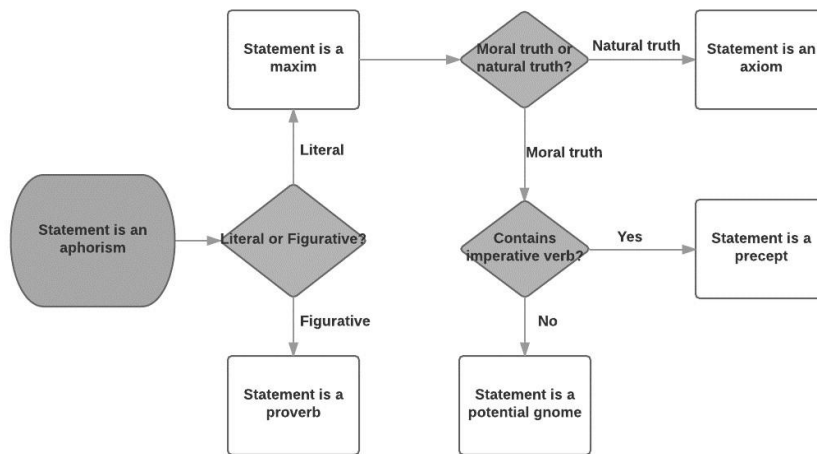 Statement is a
maxim
Moral truth or
natural truth?
Natural truth
Statement is an
axiom
Literal
Moral truth
Statement is an
aphorism
Literal or Figurative?
Contains
imperative verb?
Yes
Statement is a
precept
Figurative
No
Statement is a
proverb
Statement is a
potential gnome